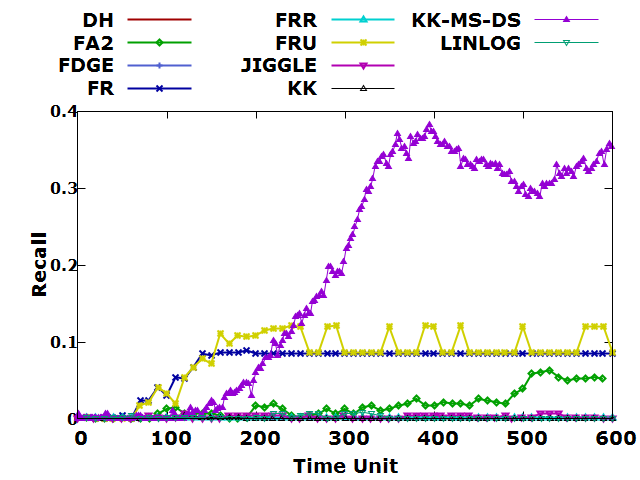 DH FRR KK-MS-DS
FA2 FRU LINLOG
FDGE JIGGLE
FR KK
0.4
0.3
0.2
0.1
0
0 100 200 300 400 500 600
Recall
Time Unit